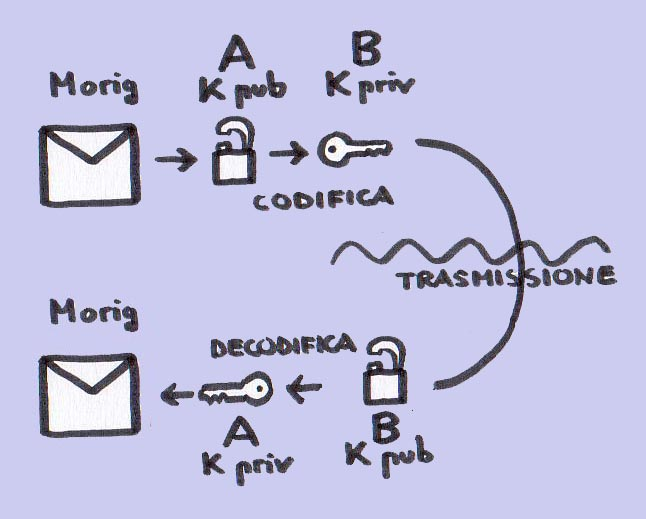 Morig
A
K pub
B
K priv
CODIFICA
TRASMISSIONE
Morig
DECODIFICA
A
K priv
B
K pub